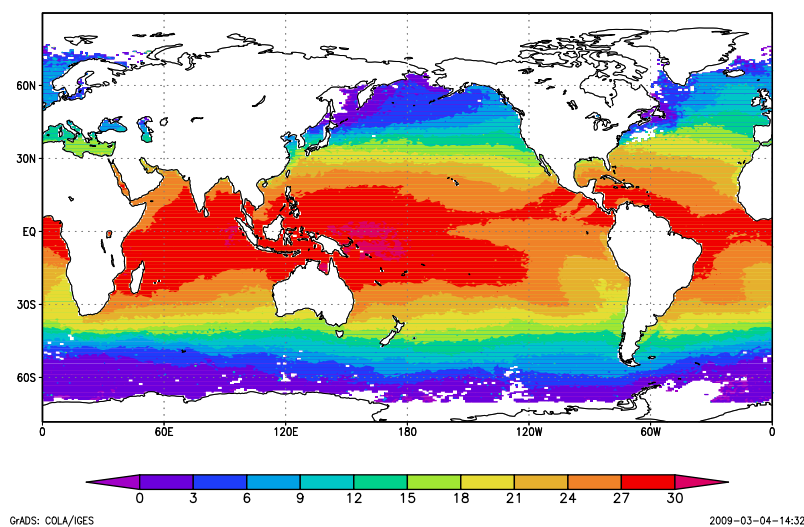 60N
30N
EQ
30S
60S
0 60E 120E 180 120W 60W 0
0 3 6 9 12 15 18 21 24 27 30
GrADS: COLA/IGES 2009-03-04-14:32